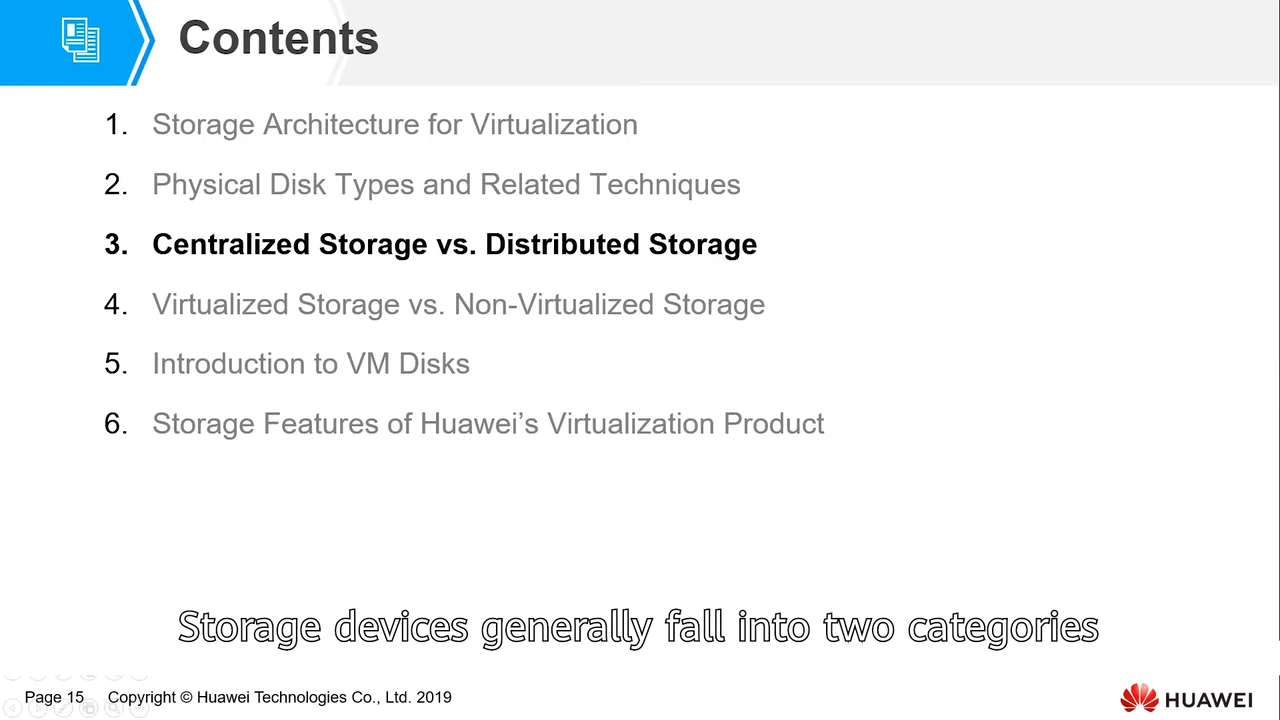 Contents
1. Storage Architecture for Virtualization
2. Physical Disk Types and Related Techniques
3. Centralized Storage vs. Distributed Storage
4. Virtualized Storage vs. Non-Virtualized Storage
5. Introduction to VM Disks
6. Storage Features of Huawei’s Virtualization Product
Storage devices generally fall into two categories
Page 15 Copyright © Huawei Technologies Co., Ltd. 2019
HUAWEI